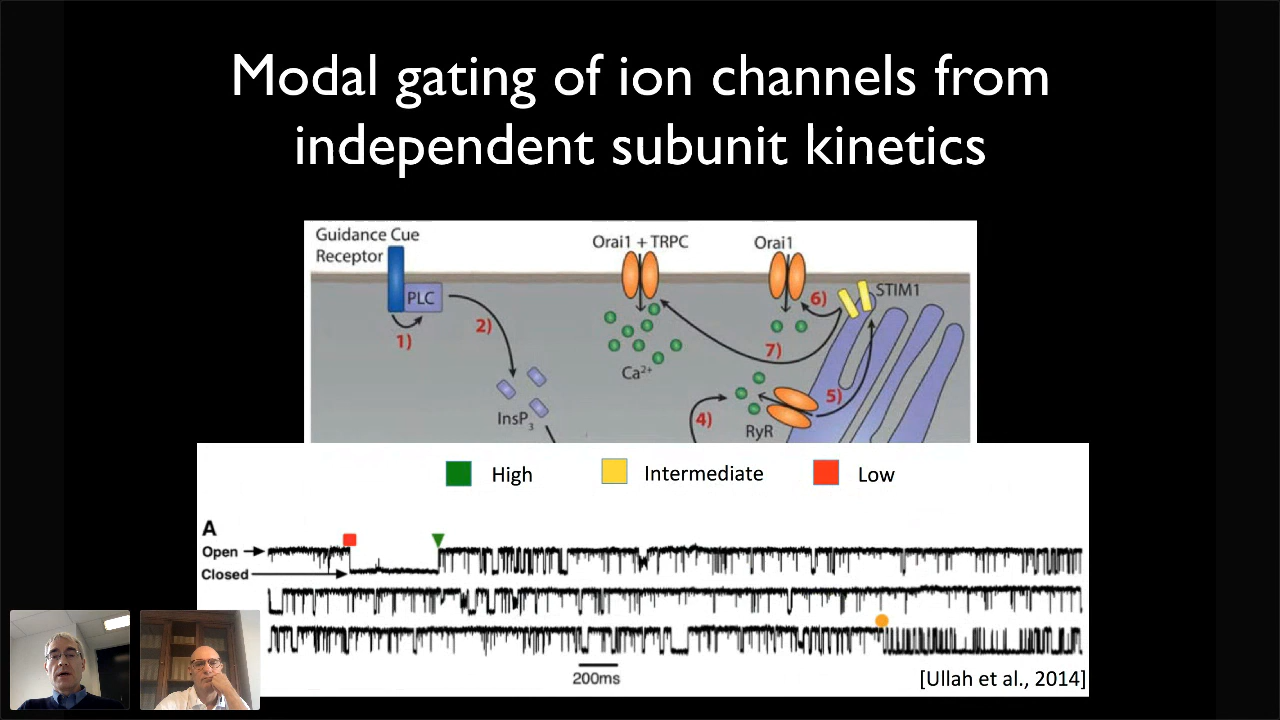 Modal gating of ion channels from
independent subunit kinetics
Guidance Cue
Receptor
PLC
1)
2)
InsP3
Orai1 + TRPC
Ca2+
Orai1
6)
STIM1
7)
5)
4)
RyR
High
Intermediate
Low
A
Open
Closed
200ms
[Ullah et al., 2014]